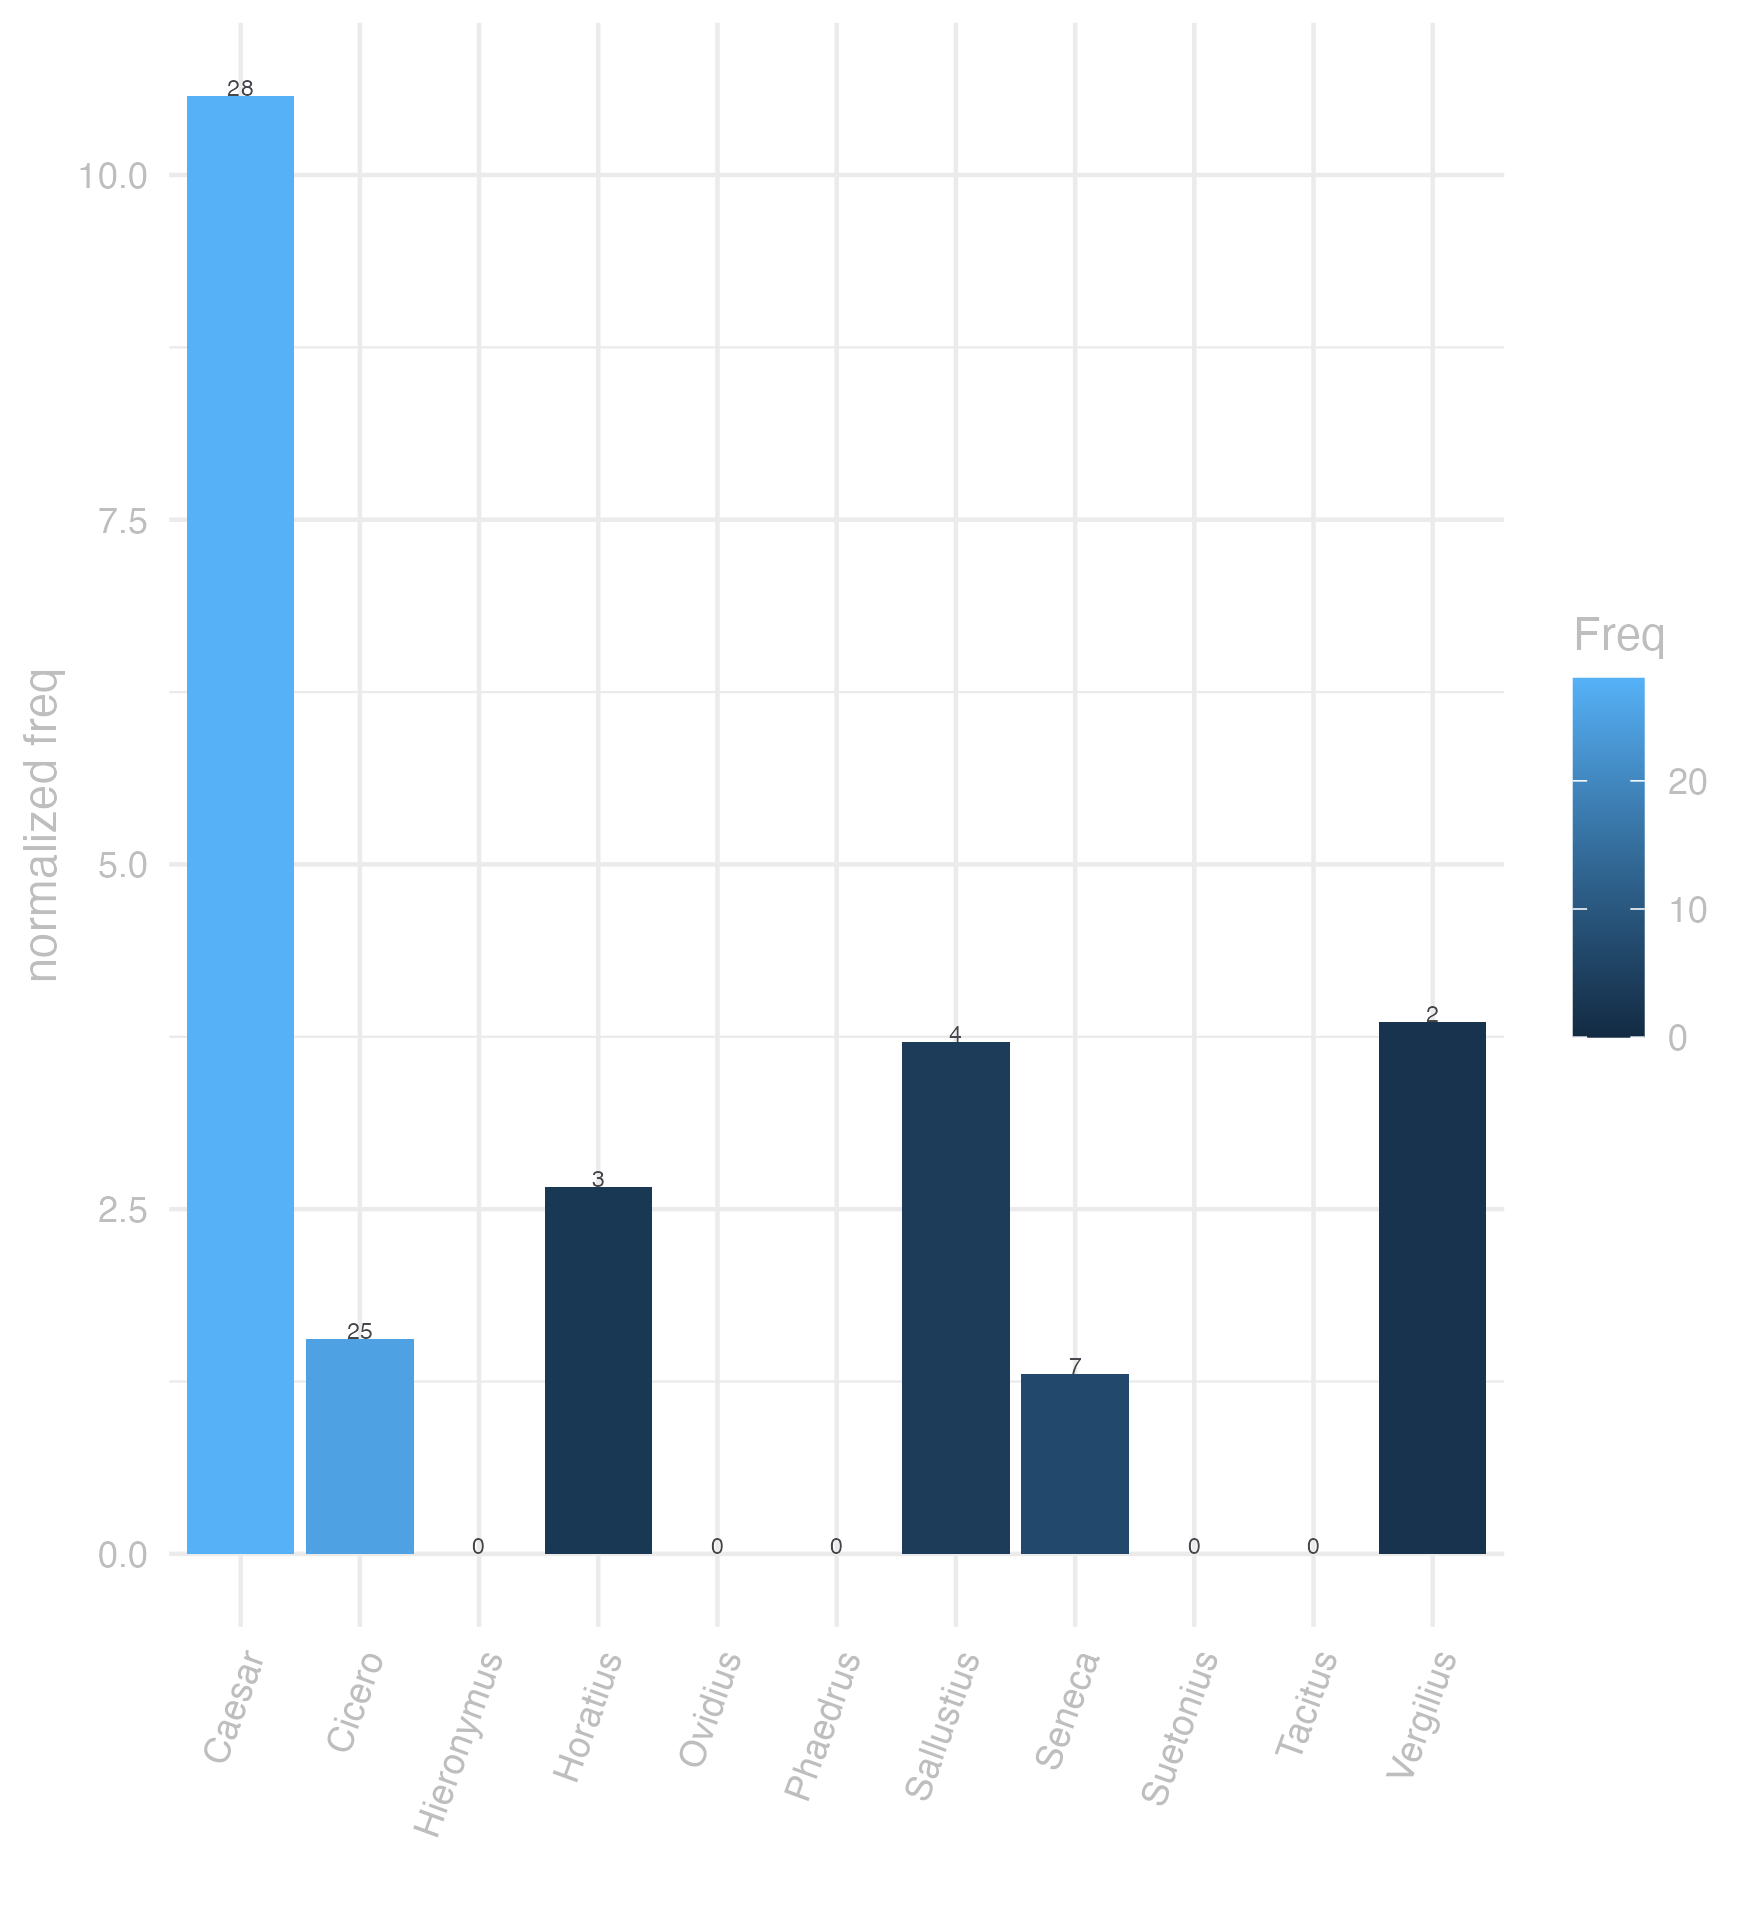 28
10.0
7.5
normalized freq
Freq
20
10
5.0
0
2
4
3
2.5
25
7
0
0
0
0
0
0.0
Caesar
Cicero
Hieronymus
Horatius
Ovidius
Phaedrus
Sallustius
Seneca
Suetonius
Tacitus
Vergilius